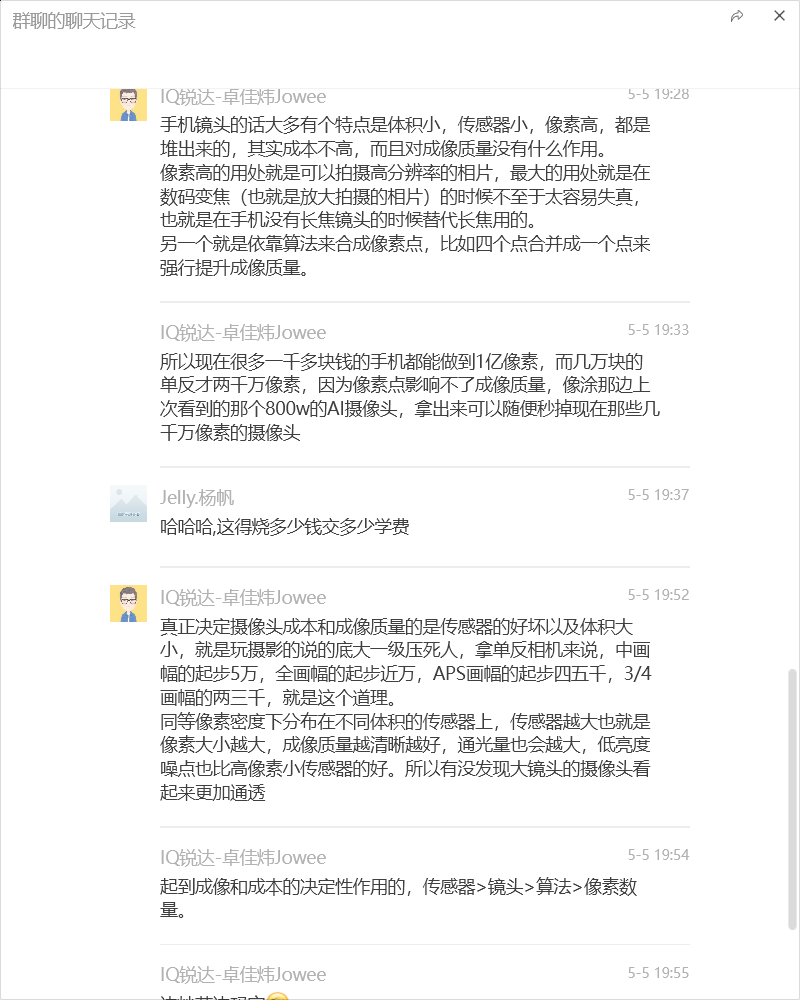 群聊的聊天记录
IQ锐达-卓佳炜Jowee
5-5 19:28
手机镜头的话大多有个特点是体积小，传感器小，像素高，都是
堆出来的，其实成本不高，而且对成像质量没有什么作用。
像素高的用处就是可以拍摄高分辨率的相片，最大的用处就是在
数码变焦（也就是放大拍摄的相片）的时候不至于太容易失真，
也就是在手机没有长焦镜头的时候替代长焦用的。
另一个就是依靠算法来合成像素点，比如四个点合并成一个点来
强行提升成像质量。
IQ锐达-卓佳炜Jowee
5-5 19:33
所以现在很多一千多块钱的手机都能做到1亿像素，而几万块的
单反才两千万像素，因为像素点影响不了成像质量，像涂那边上
次看到的那个800w的AI摄像头，拿出来可以随便秒掉现在那些几
千万像素的摄像头
Jelly.杨帆
5-5 19:37
哈哈哈,这得烧多少钱交多少学费
IQ锐达-卓佳炜Jowee
5-5 19:52
真正决定摄像头成本和成像质量的是传感器的好坏以及体积大
小，就是玩摄影的说的底大一级压死人，拿单反相机来说，中画
幅的起步5万，全画幅的起步近万，APS画幅的起步四五千，3/4
画幅的两三千，就是这个道理。
同等像素密度下分布在不同体积的传感器上，传感器越大也就是
像素大小越大，成像质量越清晰越好，通光量也会越大，低亮度
噪点也比高像素小传感器的好。所以有没发现大镜头的摄像头看
起来更加通透
IQ锐达-卓佳炜Jowee
5-5 19:54
起到成像和成本的决定性作用的，传感器>镜头>算法>像素数
量。
IQ锐达-卓佳炜Jowee
5-5 19:55